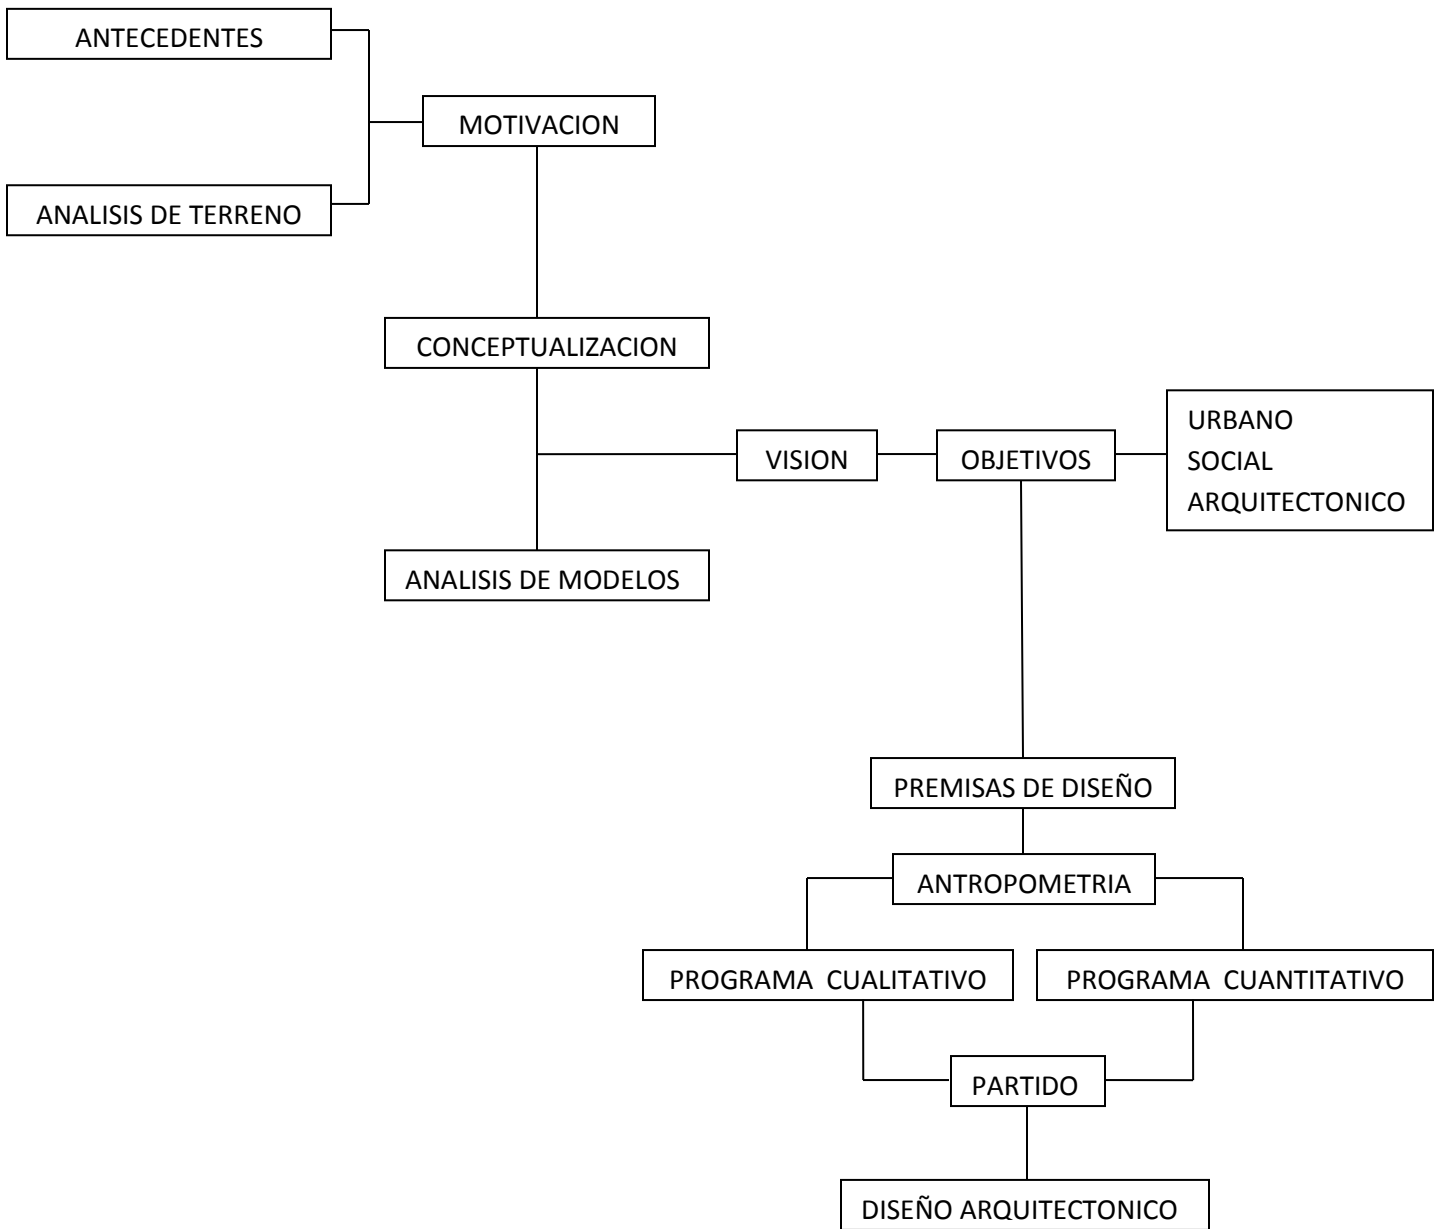 ANTECEDENTES
MOTIVACION
ANALISIS DE TERRENO
CONCEPTUALIZACION
VISION
OBJETIVOS
URBANO
SOCIAL
ARQUITECTONICO
ANALISIS DE MODELOS
PREMISAS DE DISEÑO
ANTROPOMETRIA
PROGRAMA  CUALITATIVO
PROGRAMA  CUANTITATIVO
PARTIDO
DISEÑO ARQUITECTONICO